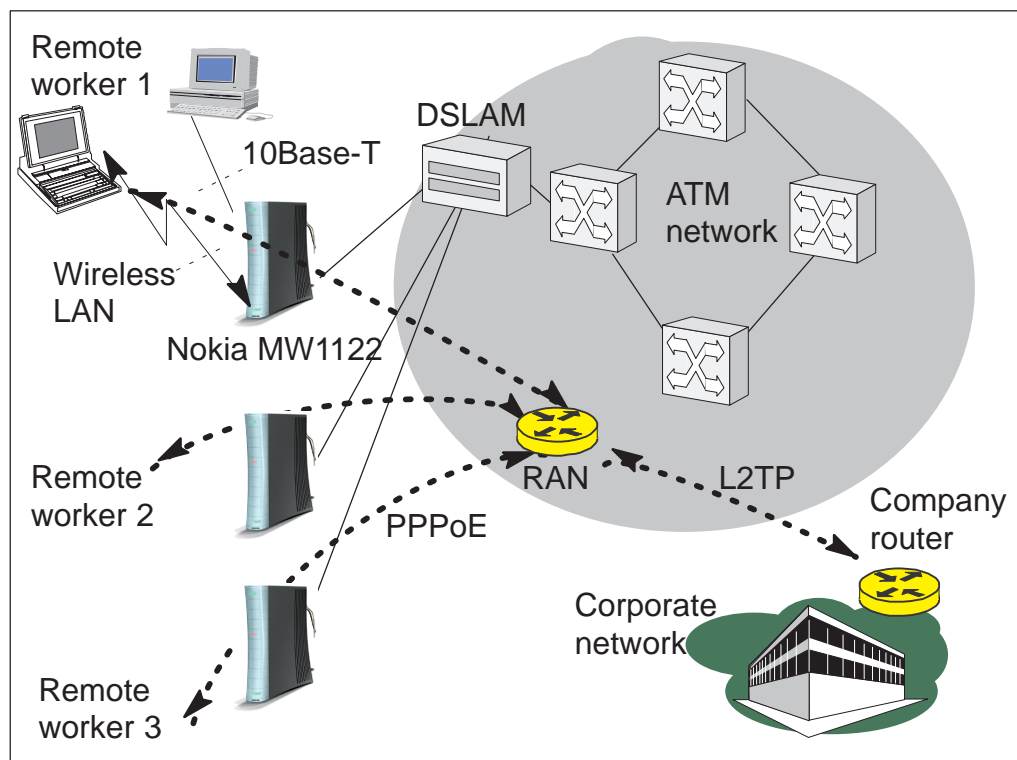 Remote
worker 1
DSLAM
10Base-T
ATM
network
Wireless
LAN
Nokia MW1122
RAN
L2TP
Remote
worker 2
PPPoE
Company
router
Corporate
network
Remote
worker 3